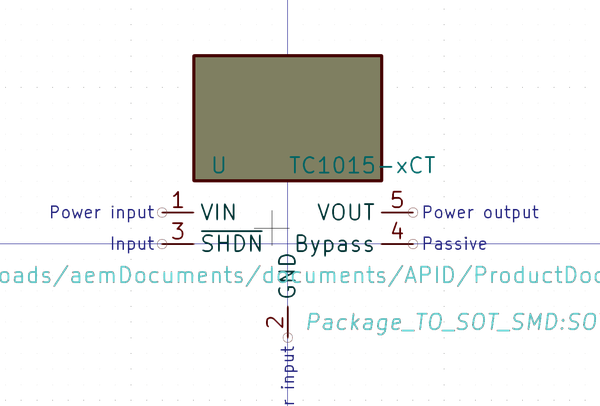 U TC1015-xCT
Power input 1 VIN VOUT 5 Power output
Input 3 SHDN Bypass 4 Passive
oads/aemDocuments/documents/APID/ProductDoc
GND
2 Package_TO_SOT_SMD:SO
r input